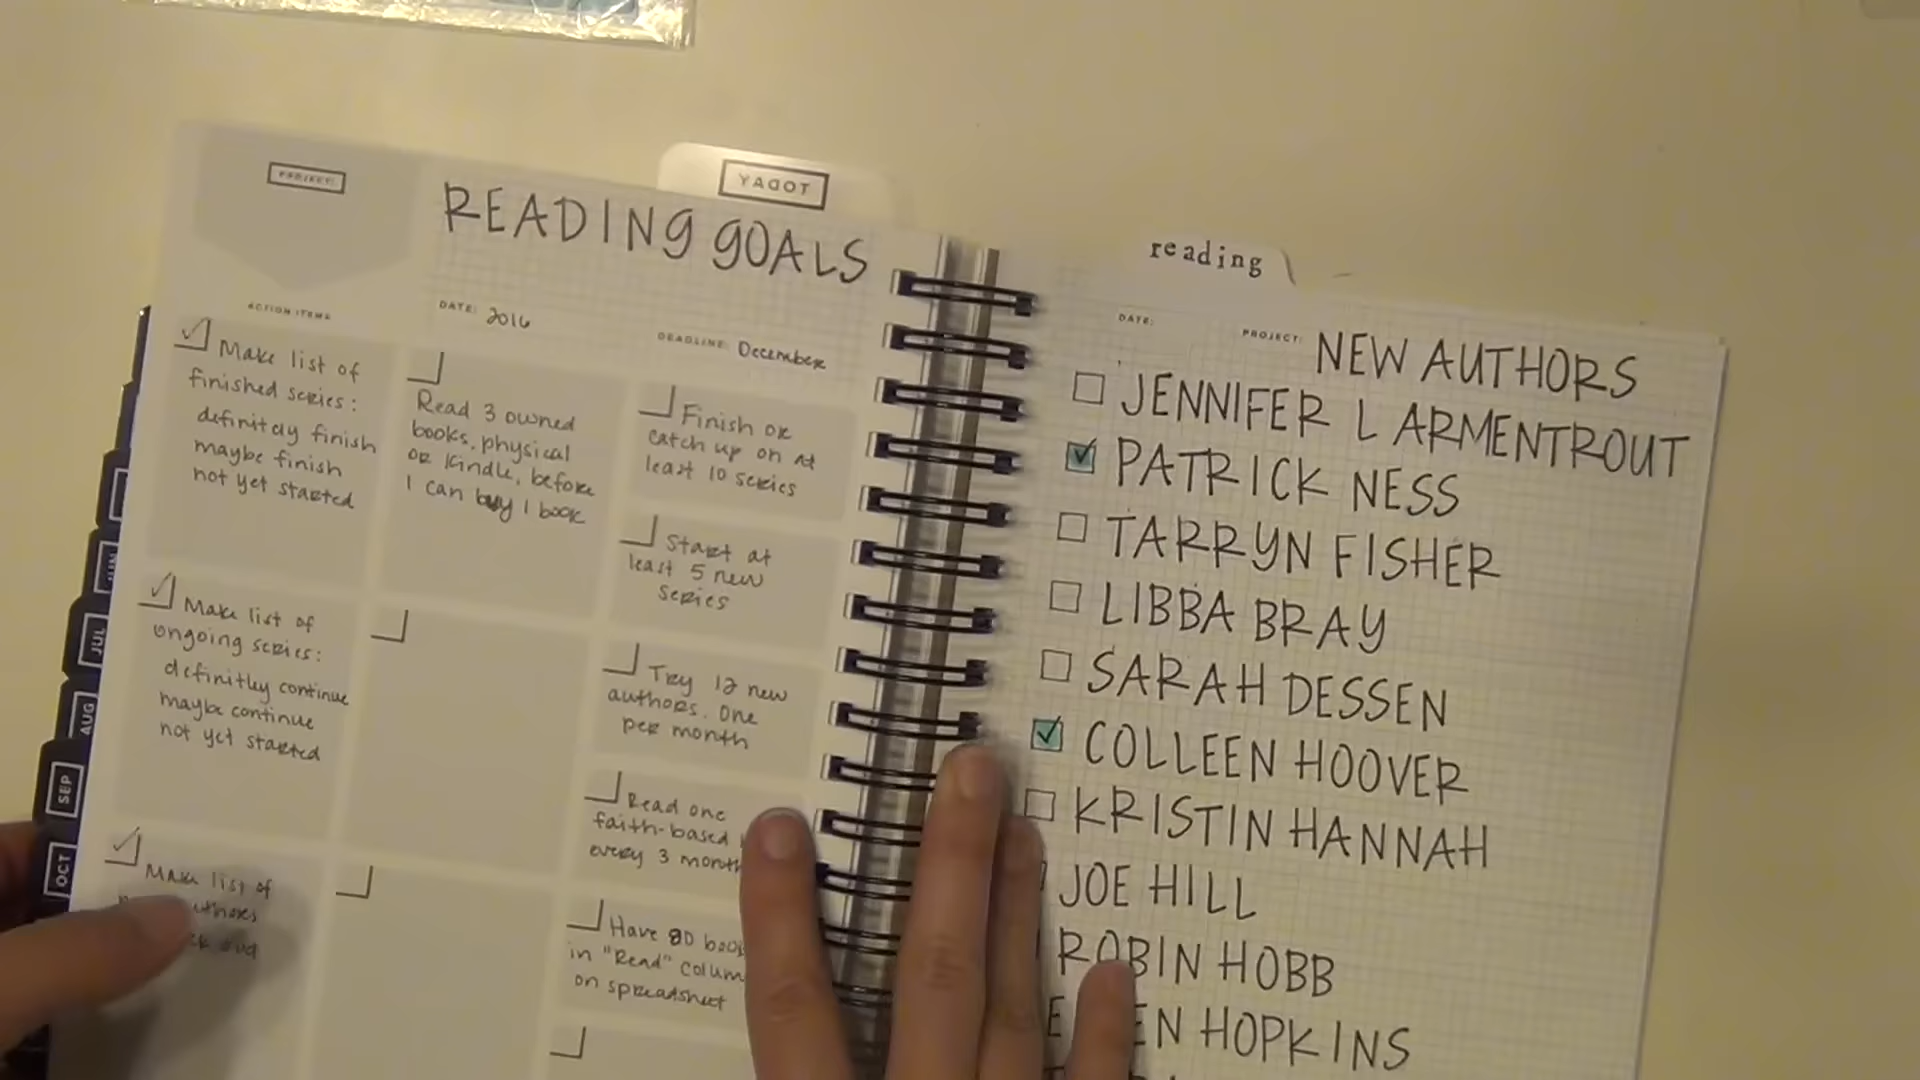 PROJECT:
TODAY
READING GOALS
ACTION ITEMS
DATE: 2016
DEADLINE: December
Make list of
finished series:
definitely finish
maybe finish
not yet started
Make list of
ongoing series:
definitley continue
maybe continue
not yet started
Make list of
authors
Read 3 owned
books, physical
or Kindle, before
I can buy 1 book
Finish or
catch up on at
least 10 series
Start at
least 5 new
series
Try 12 new
authors. One
per month
Read one
faith-based
every 3 month
Have 80
in "Read"
on spreadsheet
JUN
JUL
AUG
SEP
OCT
reading
DATE:
PROJECT: NEW AUTHORS
JENNIFER L ARMENTROUT
PATRICK NESS
TARRYN FISHER
LIBBA BRAY
SARAH DESSEN
COLLEEN HOOVER
KRISTIN HANNAH
JOE HILL
ROBIN HOBB
HOPKINS